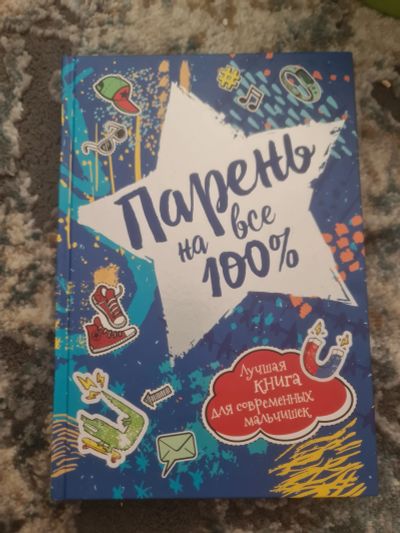 Парень
на все
100%
Лучшая
книга
для современных
мальчишек